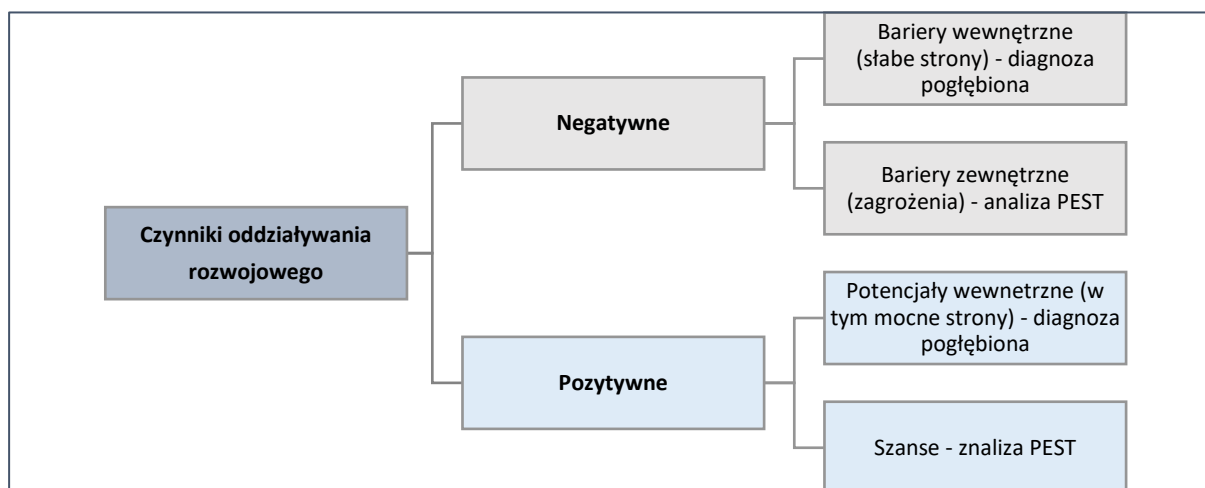 Bariery wewnętrzne
(słabe strony) - diagnoza
pogłębiona
Negatywne
Bariery zewnętrzne
(zagrożenia) - analiza PEST
Czynniki oddziaływania
rozwojowego
Potencjały wewnetrzne (w
tym mocne strony) - diagnoza
pogłębiona
Pozytywne
Szanse - znaliza PEST